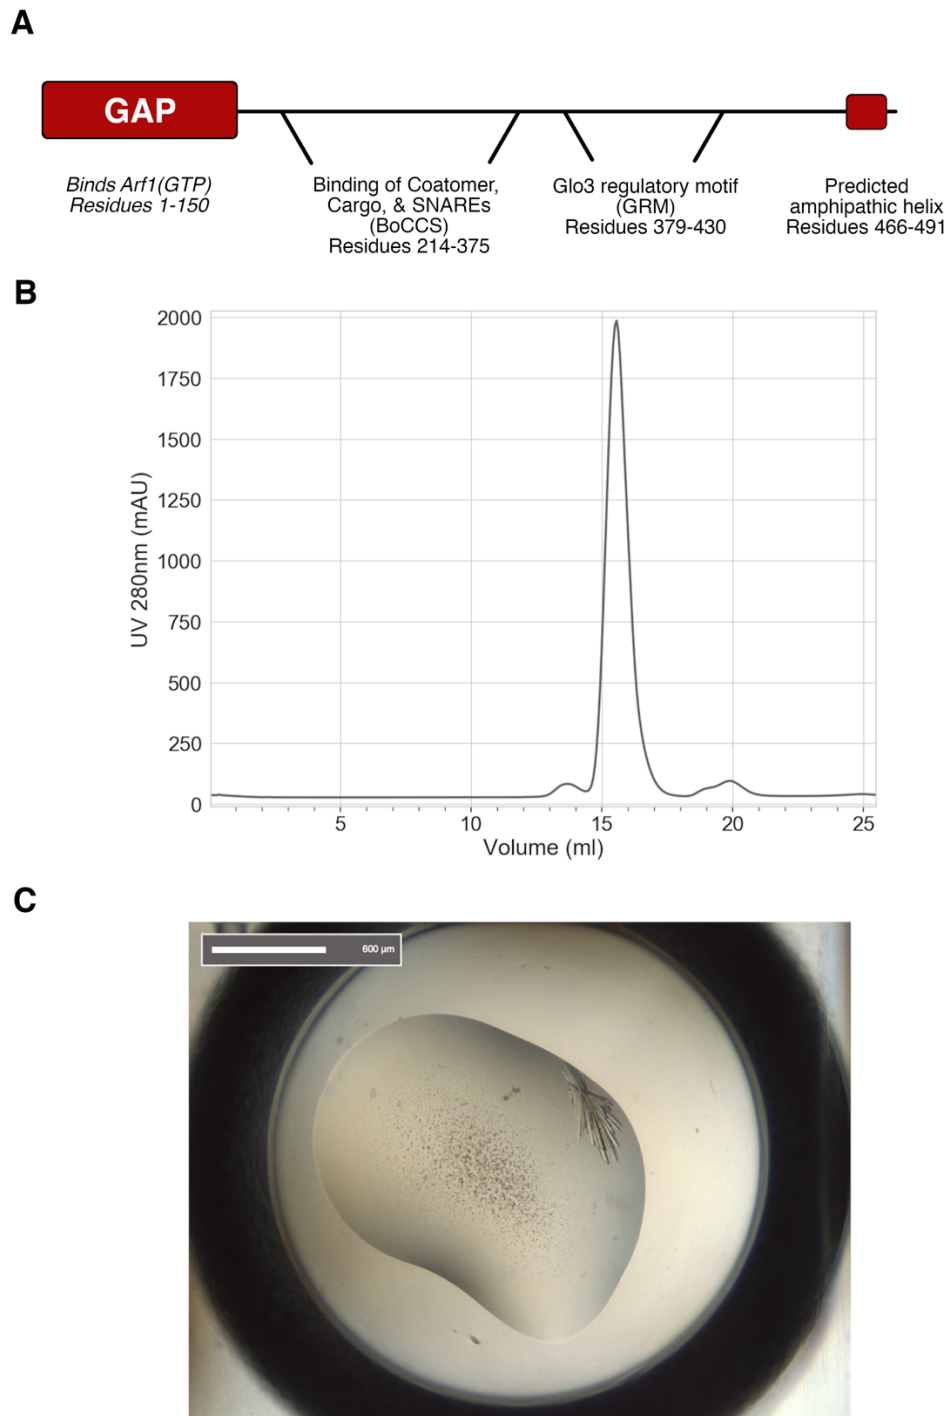 A
GAP
Binds Arf1(GTP)
Residues 1-150
Binding of Coatomer,
Cargo, & SNAREs
(BoCCS)
Residues 214-375
Glo3 regulatory motif
(GRM)
Residues 379-430
Predicted
amphipathic helix
Residues 466-491
B
UV 280nm (mAU)
2000
1750
1500
1250
1000
750
500
250
0
5
10
15
20
25
Volume (ml)
C
600 µm